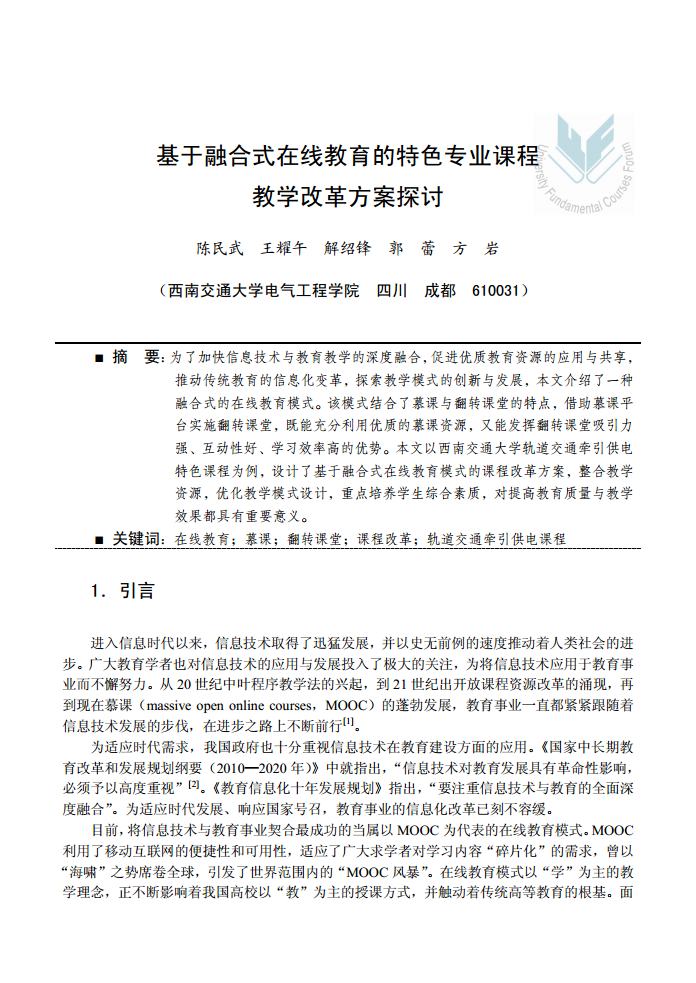 University Fundamental Courses Forum
基于融合式在线教育的特色专业课程
教学改革方案探讨
陈民武 王耀午 解绍锋 郭 蕾 方 岩
（西南交通大学电气工程学院 四川 成都 610031）
■ 摘 要：为了加快信息技术与教育教学的深度融合，促进优质教育资源的应用与共享，
推动传统教育的信息化变革，探索教学模式的创新与发展，本文介绍了一种
融合式的在线教育模式。该模式结合了慕课与翻转课堂的特点，借助慕课平
台实施翻转课堂，既能充分利用优质的慕课资源，又能发挥翻转课堂吸引力
强、互动性好、学习效率高的优势。本文以西南交通大学轨道交通牵引供电
特色课程为例，设计了基于融合式在线教育模式的课程改革方案，整合教学
资源，优化教学模式设计，重点培养学生综合素质，对提高教育质量与教学
效果都具有重要意义。
■ 关键词：在线教育；慕课；翻转课堂；课程改革；轨道交通牵引供电课程
1．引言
进入信息时代以来，信息技术取得了迅猛发展，并以史无前例的速度推动着人类社会的进
步。广大教育学者也对信息技术的应用与发展投入了极大的关注，为将信息技术应用于教育事
业而不懈努力。从 20 世纪中叶程序教学法的兴起，到 21 世纪出开放课程资源改革的涌现，再
到现在慕课（massive open online courses，MOOC）的蓬勃发展，教育事业一直都紧紧跟随着
信息技术发展的步伐，在进步之路上不断前行[1]。
为适应时代需求，我国政府也十分重视信息技术在教育建设方面的应用。《国家中长期教
育改革和发展规划纲要（2010—2020 年）》中就指出，“信息技术对教育发展具有革命性影响，
必须予以高度重视”[2]。《教育信息化十年发展规划》指出，“要注重信息技术与教育的全面深
度融合”。为适应时代发展、响应国家号召，教育事业的信息化改革已刻不容缓。
目前，将信息技术与教育事业契合最成功的当属以 MOOC 为代表的在线教育模式。MOOC
利用了移动互联网的便捷性和可用性，适应了广大求学者对学习内容“碎片化”的需求，曾以
“海啸”之势席卷全球，引发了世界范围内的“MOOC 风暴”。在线教育模式以“学”为主的教
学理念，正不断影响着我国高校以“教”为主的授课方式，并触动着传统高等教育的根基。面